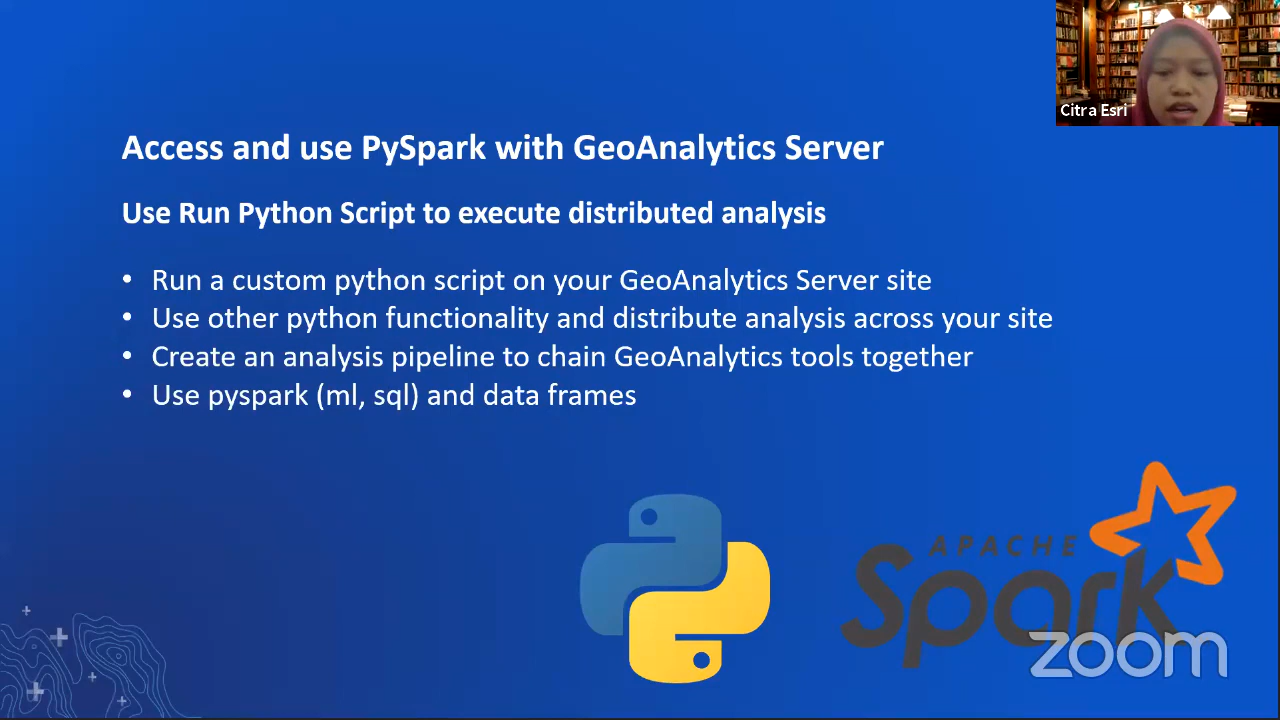 Citra Esri
Access and use PySpark with GeoAnalytics Server
Use Run Python Script to execute distributed analysis
• Run a custom python script on your GeoAnalytics Server site
• Use other python functionality and distribute analysis across your site
• Create an analysis pipeline to chain GeoAnalytics tools together
• Use pyspark (ml, sql) and data frames
APACHE
Spark
zoom